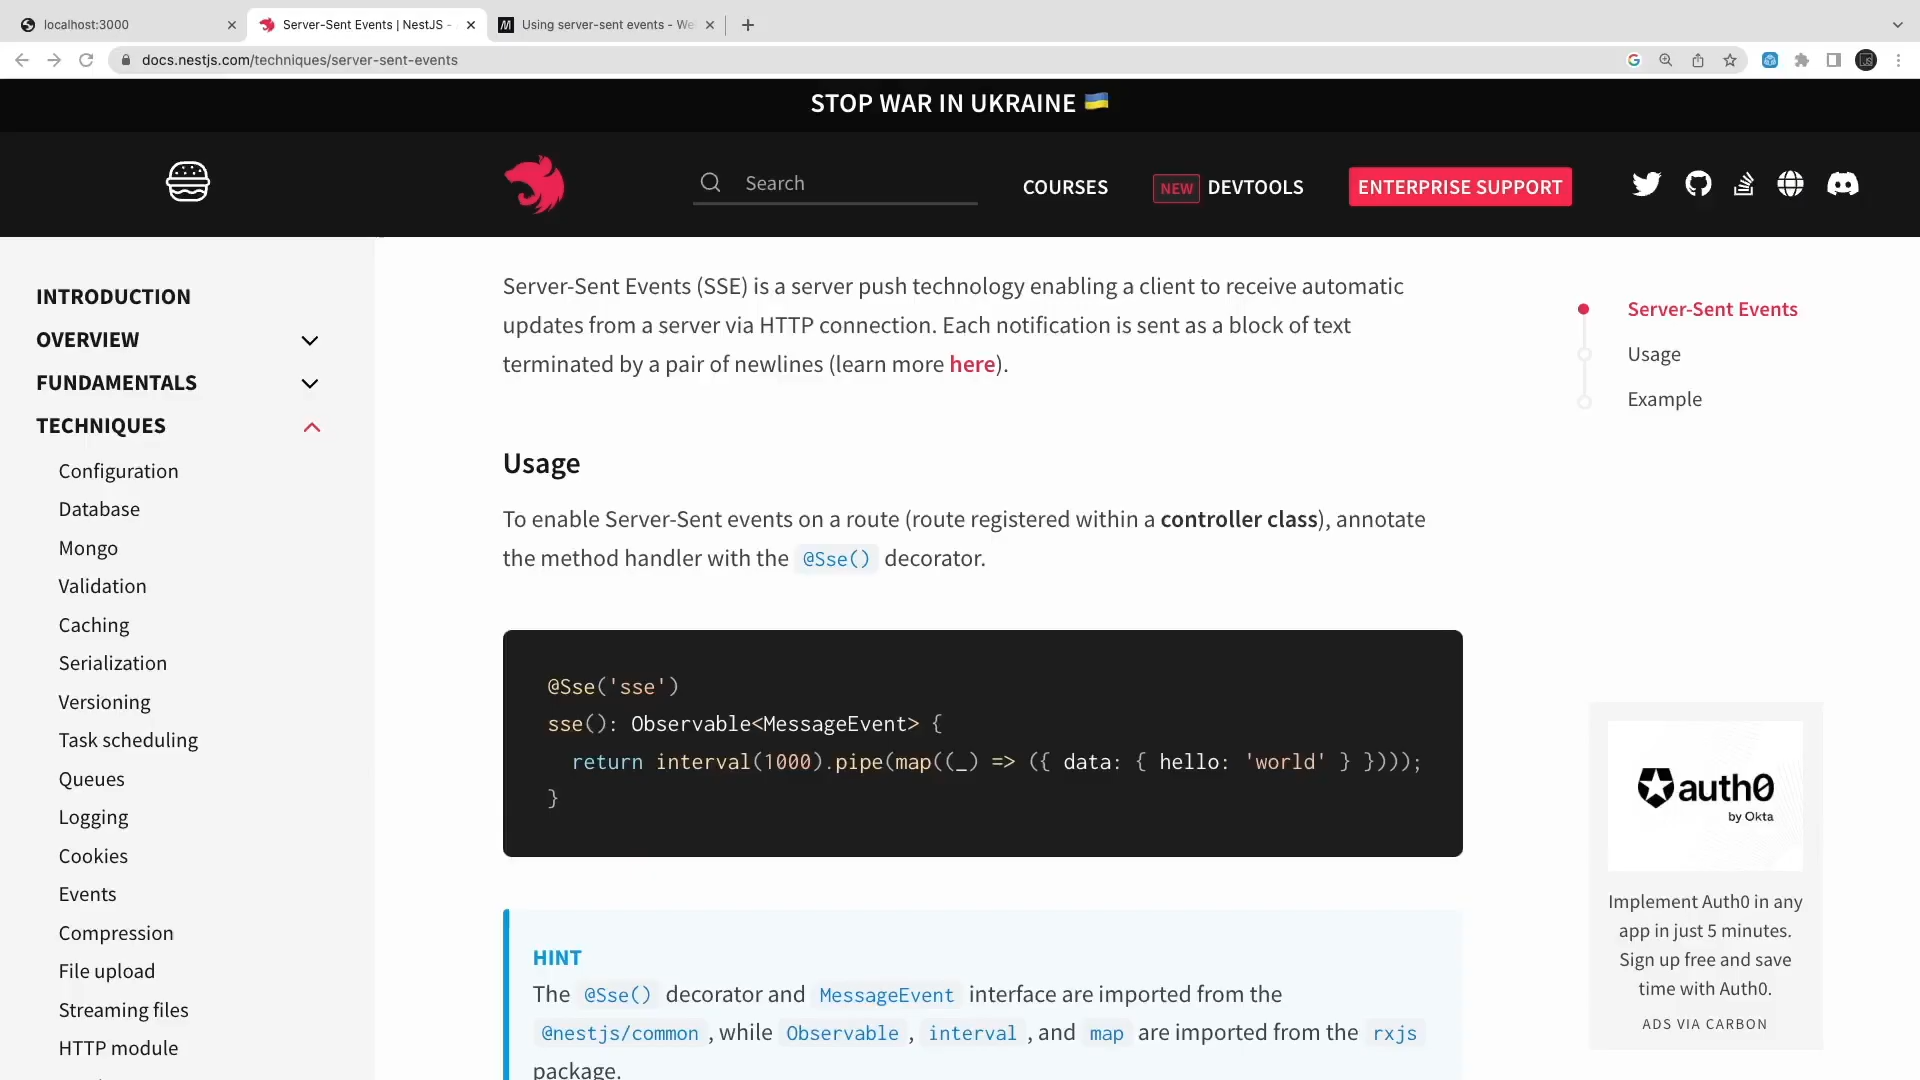 localhost:3000
Server-Sent Events | NestJS -
Using server-sent events - We
docs.nestjs.com/techniques/server-sent-events
STOP WAR IN UKRAINE 🇺🇦
Search
COURSES
NEW DEVTOOLS
ENTERPRISE SUPPORT
INTRODUCTION
OVERVIEW
FUNDAMENTALS
TECHNIQUES
Configuration
Database
Mongo
Validation
Caching
Serialization
Versioning
Task scheduling
Queues
Logging
Cookies
Events
Compression
File upload
Streaming files
HTTP module
Server-Sent Events (SSE) is a server push technology enabling a client to receive automatic
updates from a server via HTTP connection. Each notification is sent as a block of text
terminated by a pair of newlines (learn more here).
Usage
To enable Server-Sent events on a route (route registered within a controller class), annotate
the method handler with the @Sse() decorator.
@Sse('sse')
sse(): Observable<MessageEvent> {
  return interval(1000).pipe(map((_) => ({ data: { hello: 'world' } })));
}
HINT
The @Sse() decorator and MessageEvent interface are imported from the
@nestjs/common , while Observable , interval , and map are imported from the rxjs
package.
Server-Sent Events
Usage
Example
auth0
by Okta
Implement Auth0 in any
app in just 5 minutes.
Sign up free and save
time with Auth0.
ADS VIA CARBON